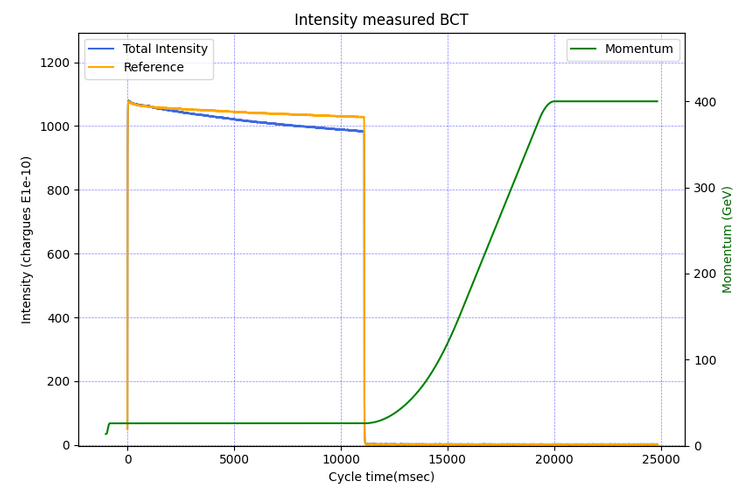 Intensity measured BCT
Total Intensity
Reference
Momentum
1200
1000
800
600
400
200
0
Intensity (chargues E1e-10)
400
300
200
100
0
Momentum (GeV)
0 5000 10000 15000 20000 25000
Cycle time(msec)